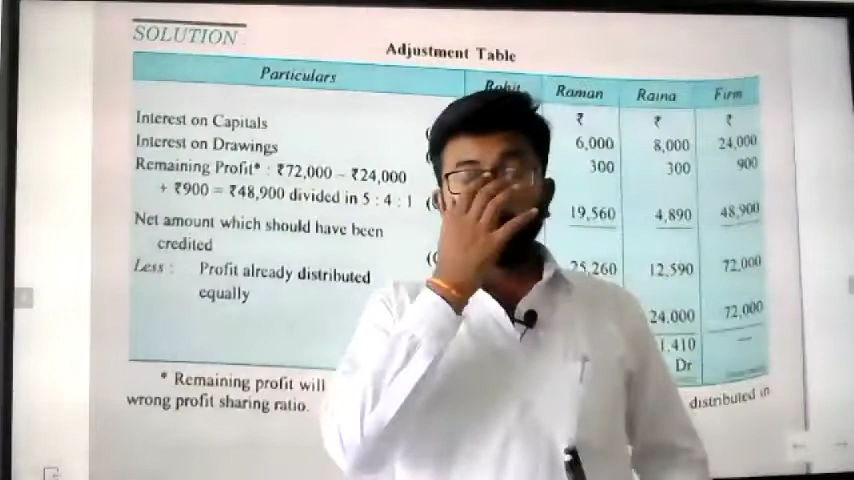 SOLUTION
Adjustment Table
Particulars Rohit Raman Raina Firm
₹ ₹ ₹
Interest on Capitals 6,000 8,000 24,000
Interest on Drawings 300 300 900
Remaining Profit* : ₹72,000 – ₹24,000
+ ₹900 = ₹48,900 divided in 5 : 4 : 1 19,560 4,890 48,900
Net amount which should have been
credited 25,260 12,590 72,000
Less : Profit already distributed
equally 24,000 72,000
1,410 —
Dr
* Remaining profit will distributed in
wrong profit sharing ratio.